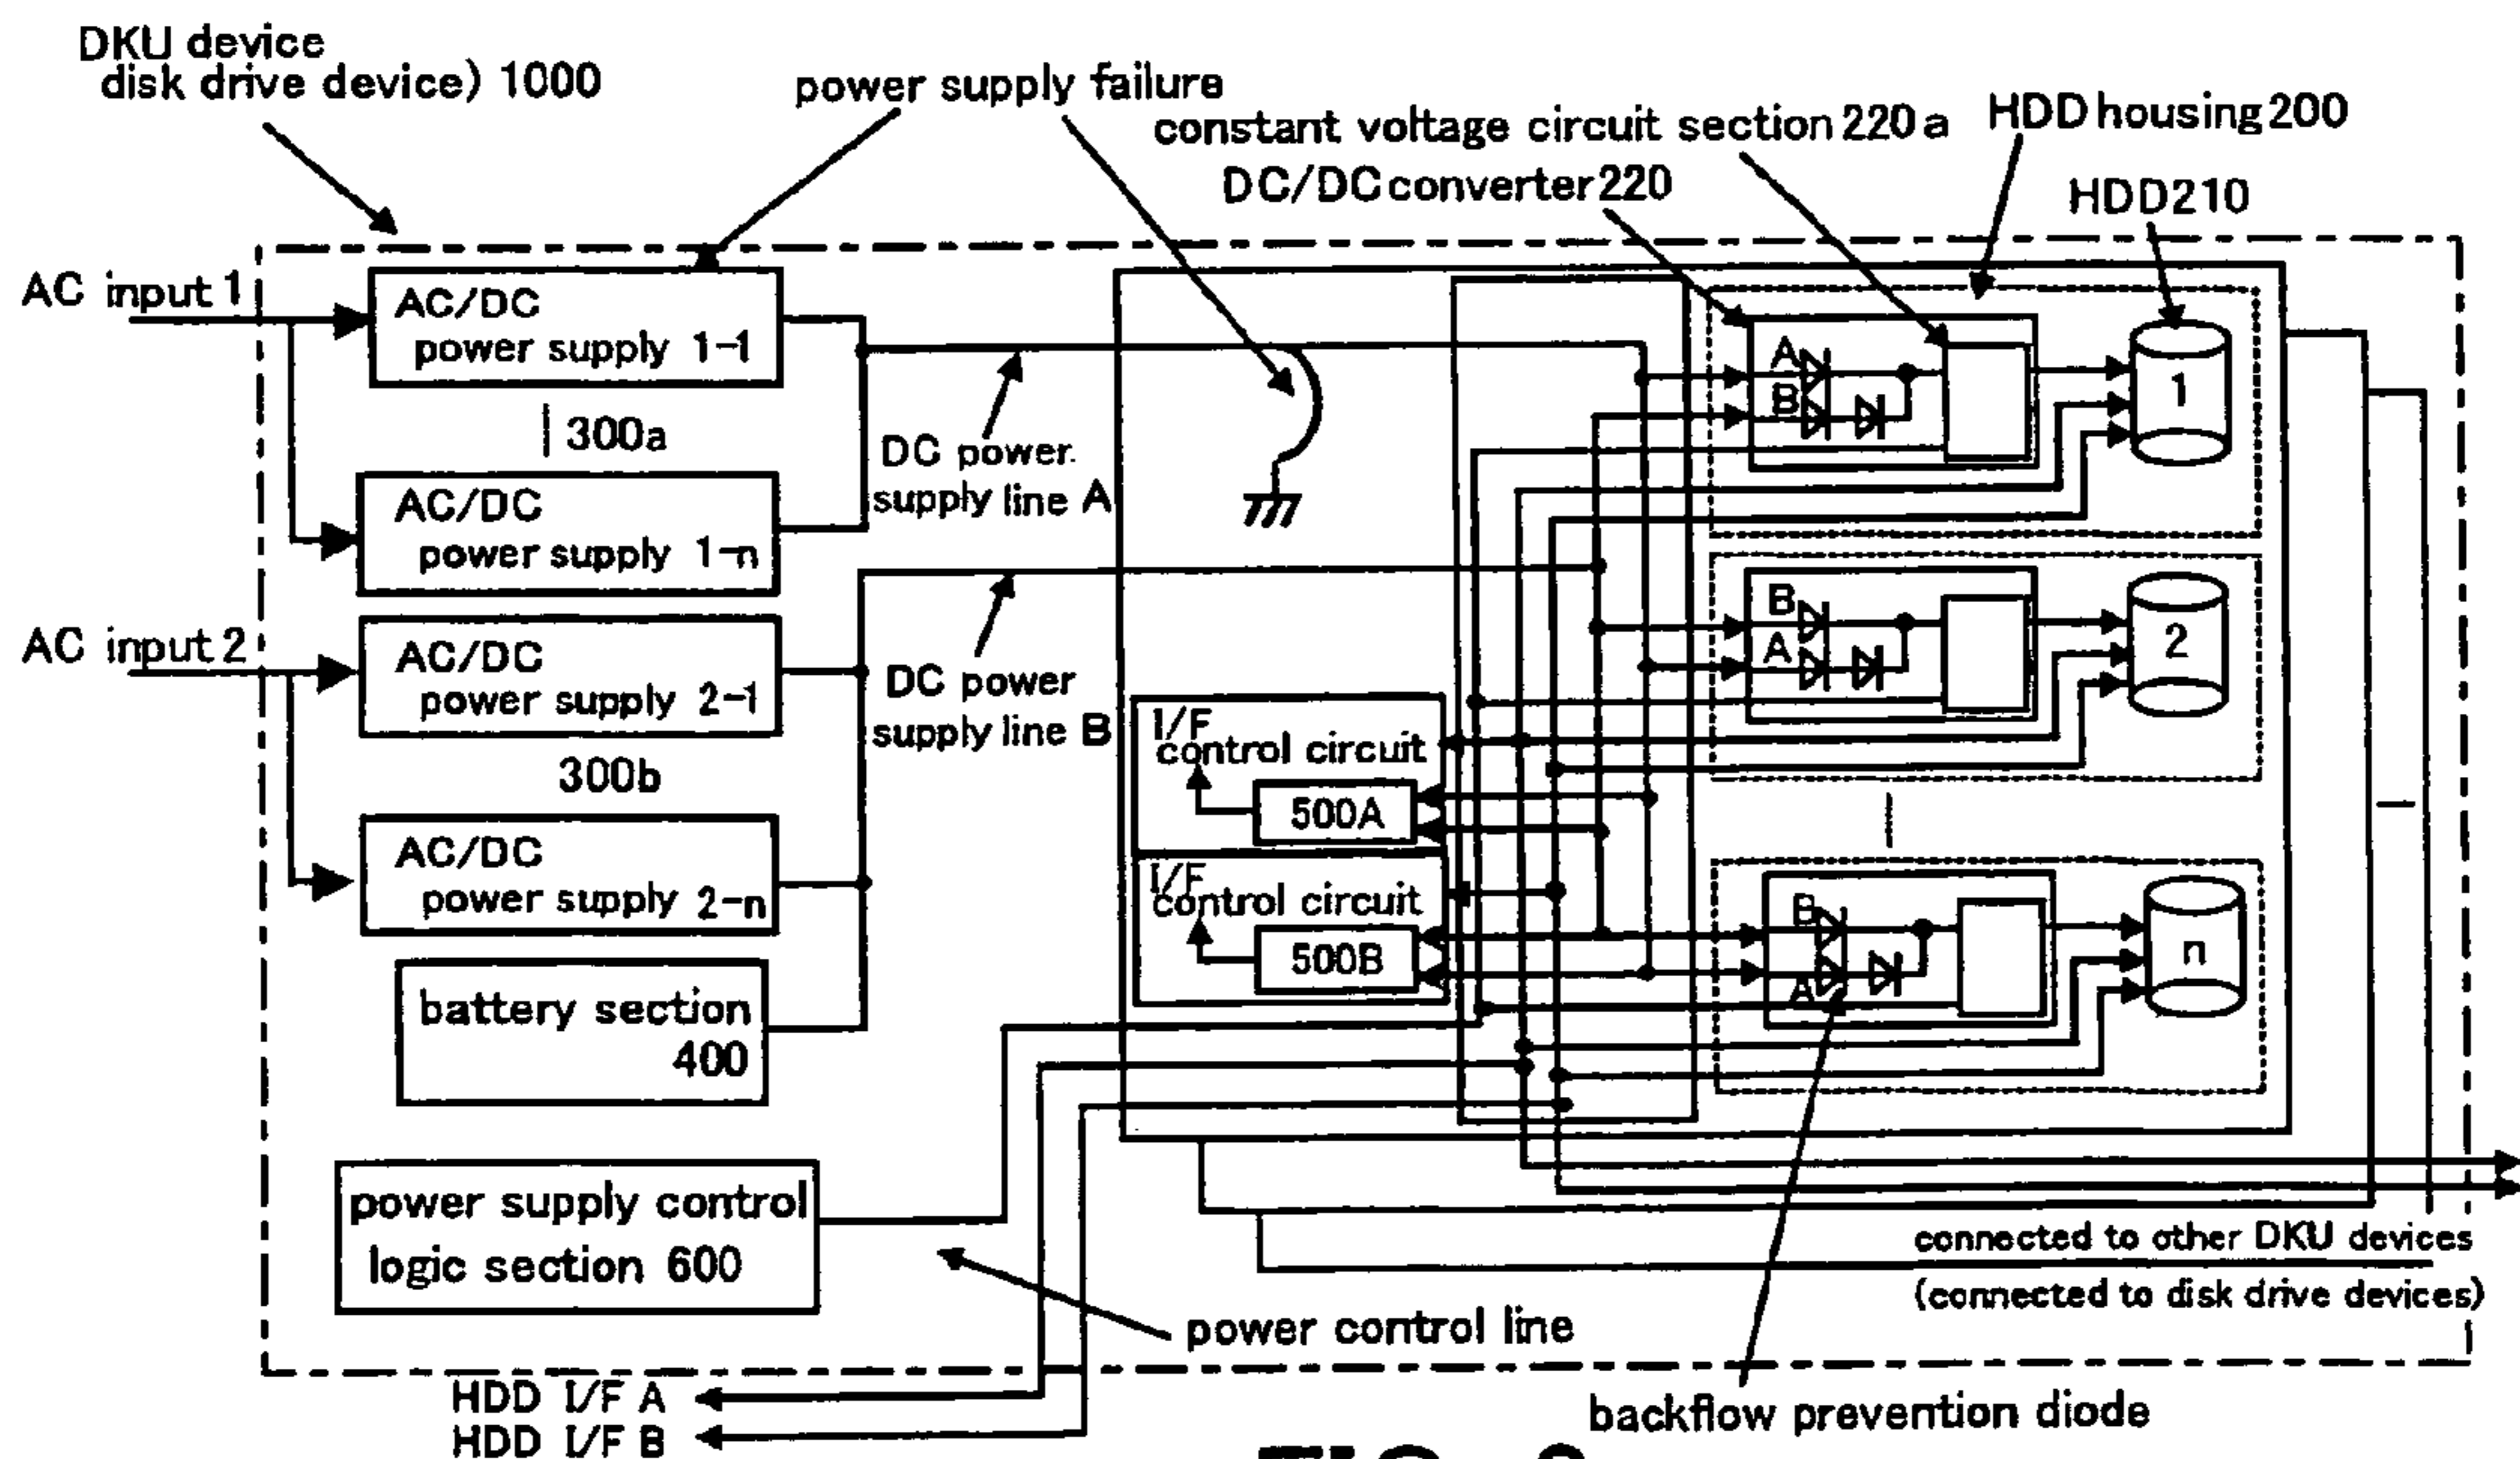 DKU device
disk drive device) 1000
power supply failure
constant voltage circuit section 220a
HDD housing 200
DC/DC converter 220
HDD 210
AC input 1
AC/DC
power supply 1-1
300a
DC power
supply line A
AC/DC
power supply 1-n
AC input 2
AC/DC
power supply 2-1
300b
DC power
supply line B
AC/DC
power supply 2-n
battery section
400
power supply control
logic section 600
I/F
control circuit
500A
I/F
control circuit
500B
A
B
1
B
A
2
B
A
n
connected to other DKU devices
(connected to disk drive devices)
power control line
backflow prevention diode
HDD I/F A
HDD I/F B